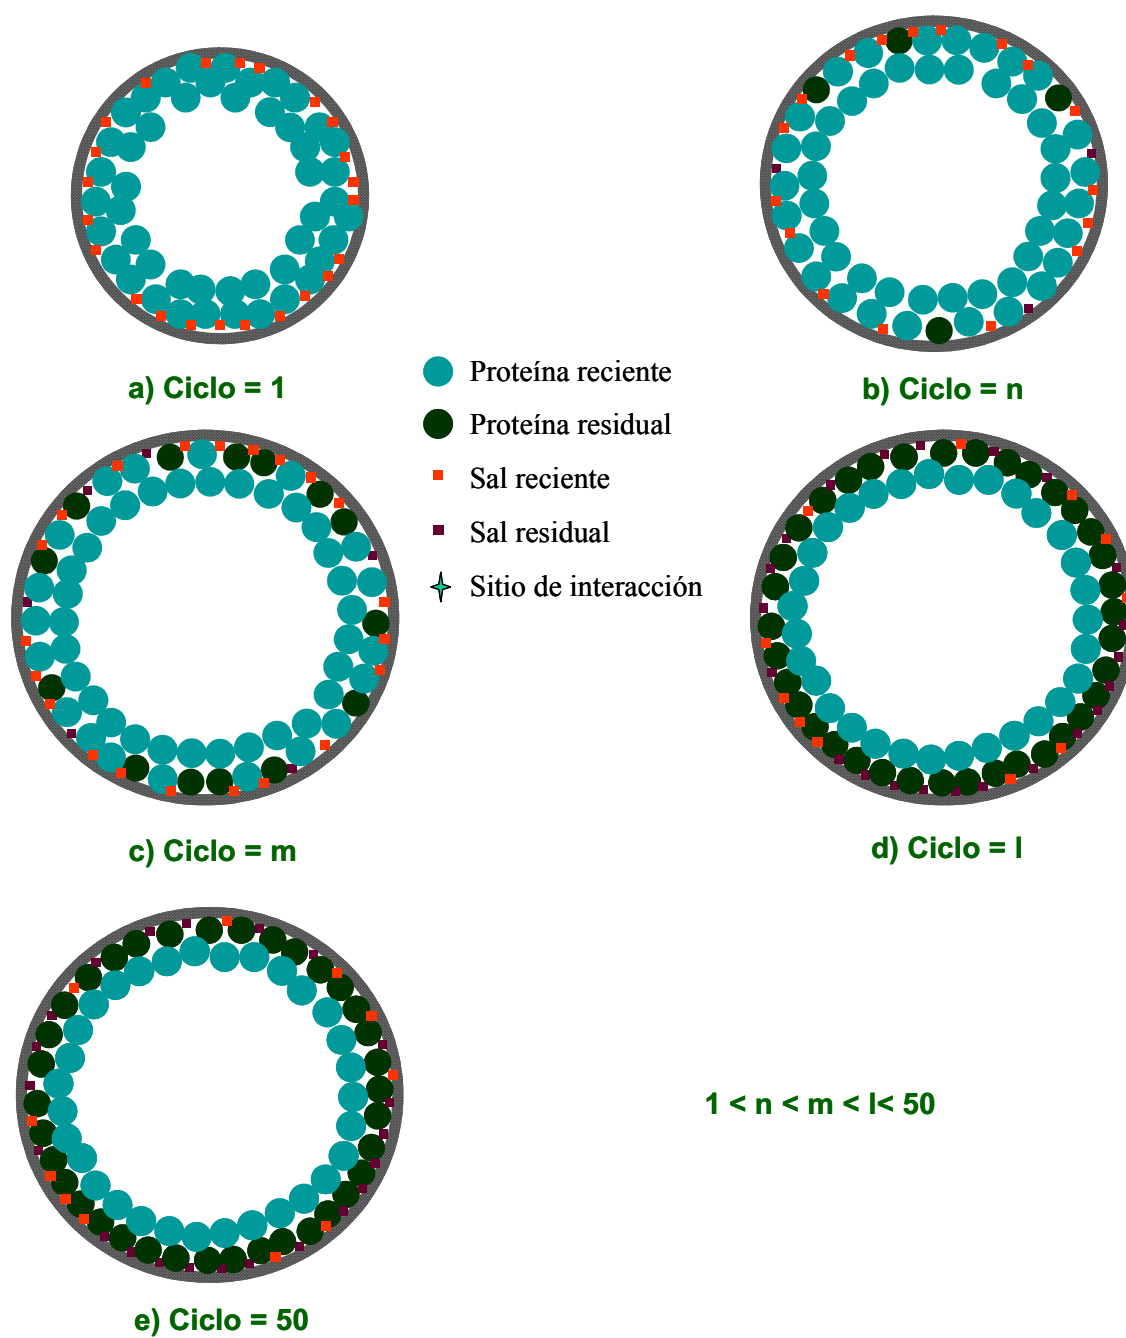 a) Ciclo = 1
b) Ciclo = n
Proteína reciente
Proteína residual
Sal reciente
Sal residual
Sitio de interacción
c) Ciclo = m
d) Ciclo = l
1 < n < m < l< 50
e) Ciclo = 50